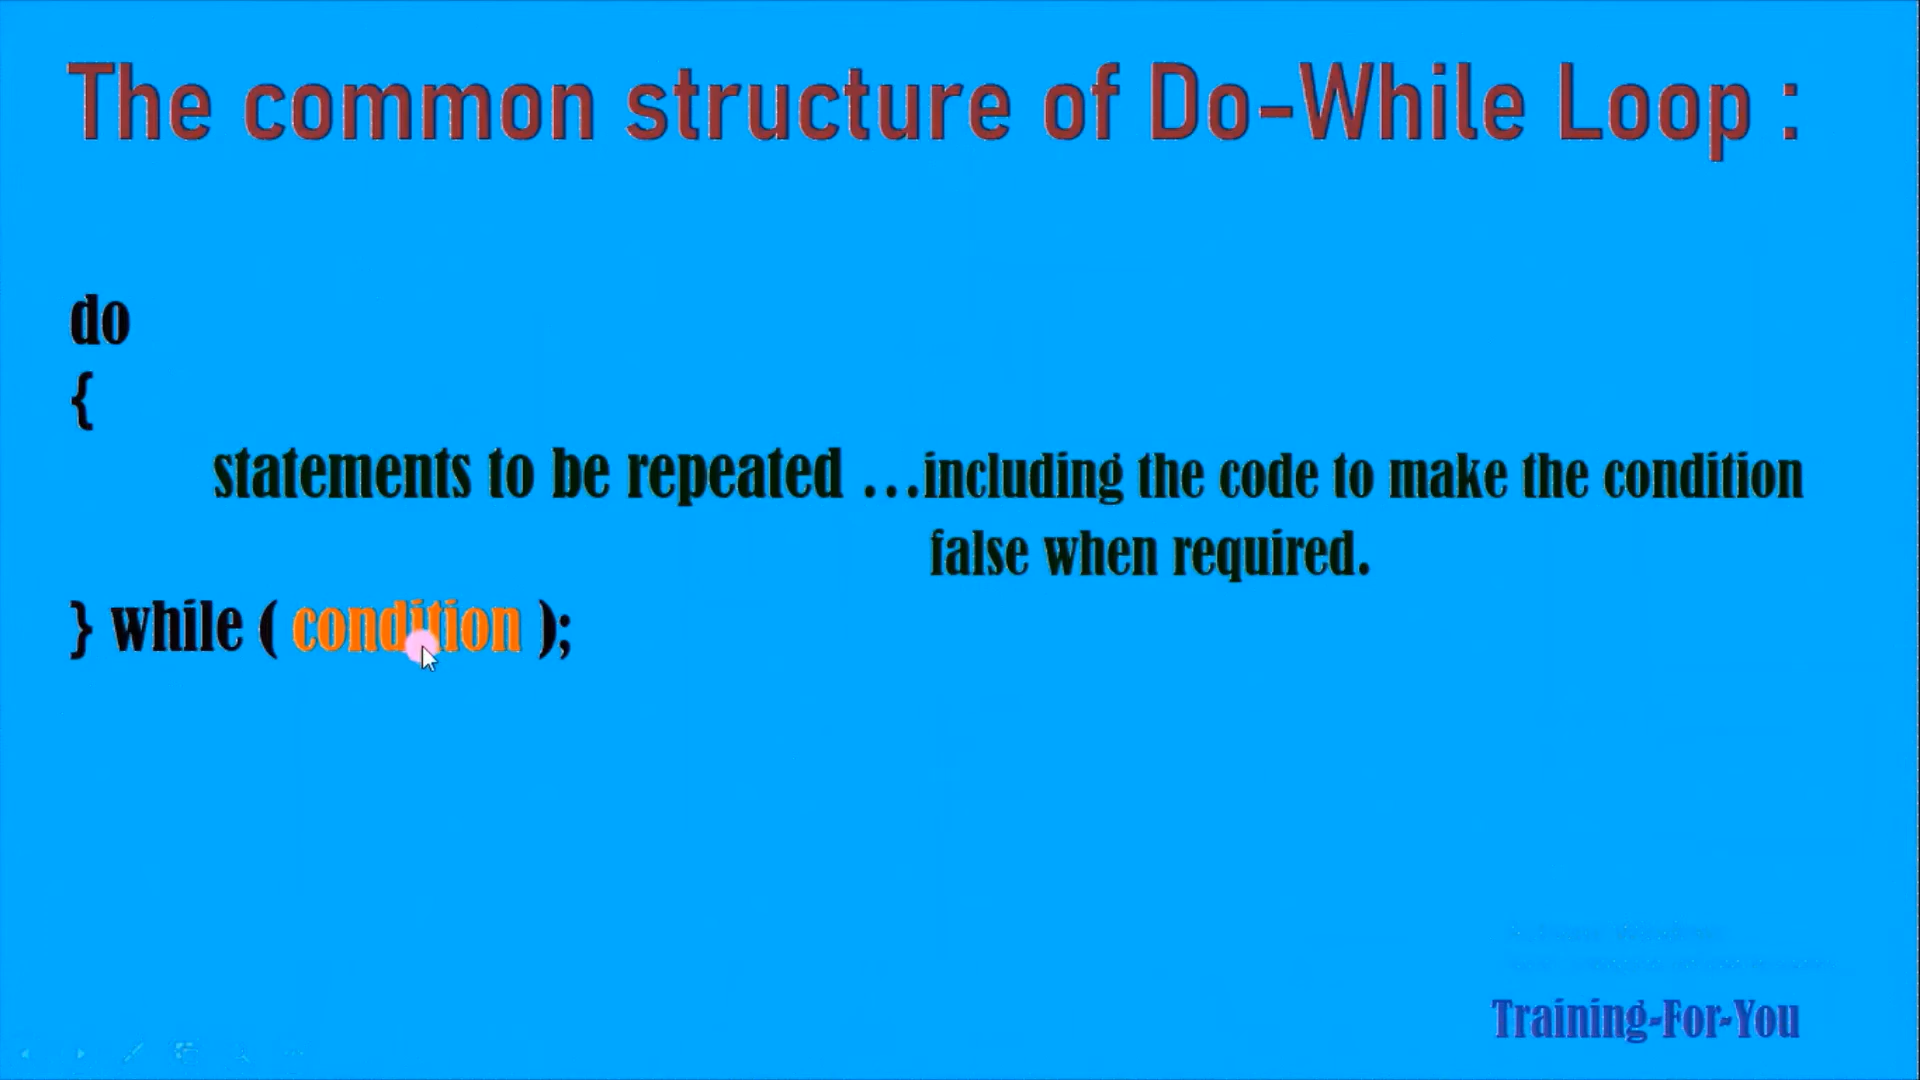 The common structure of Do-While Loop :
do
{
statements to be repeated ...including the code to make the condition
false when required.
} while ( condition );
Training-For-You